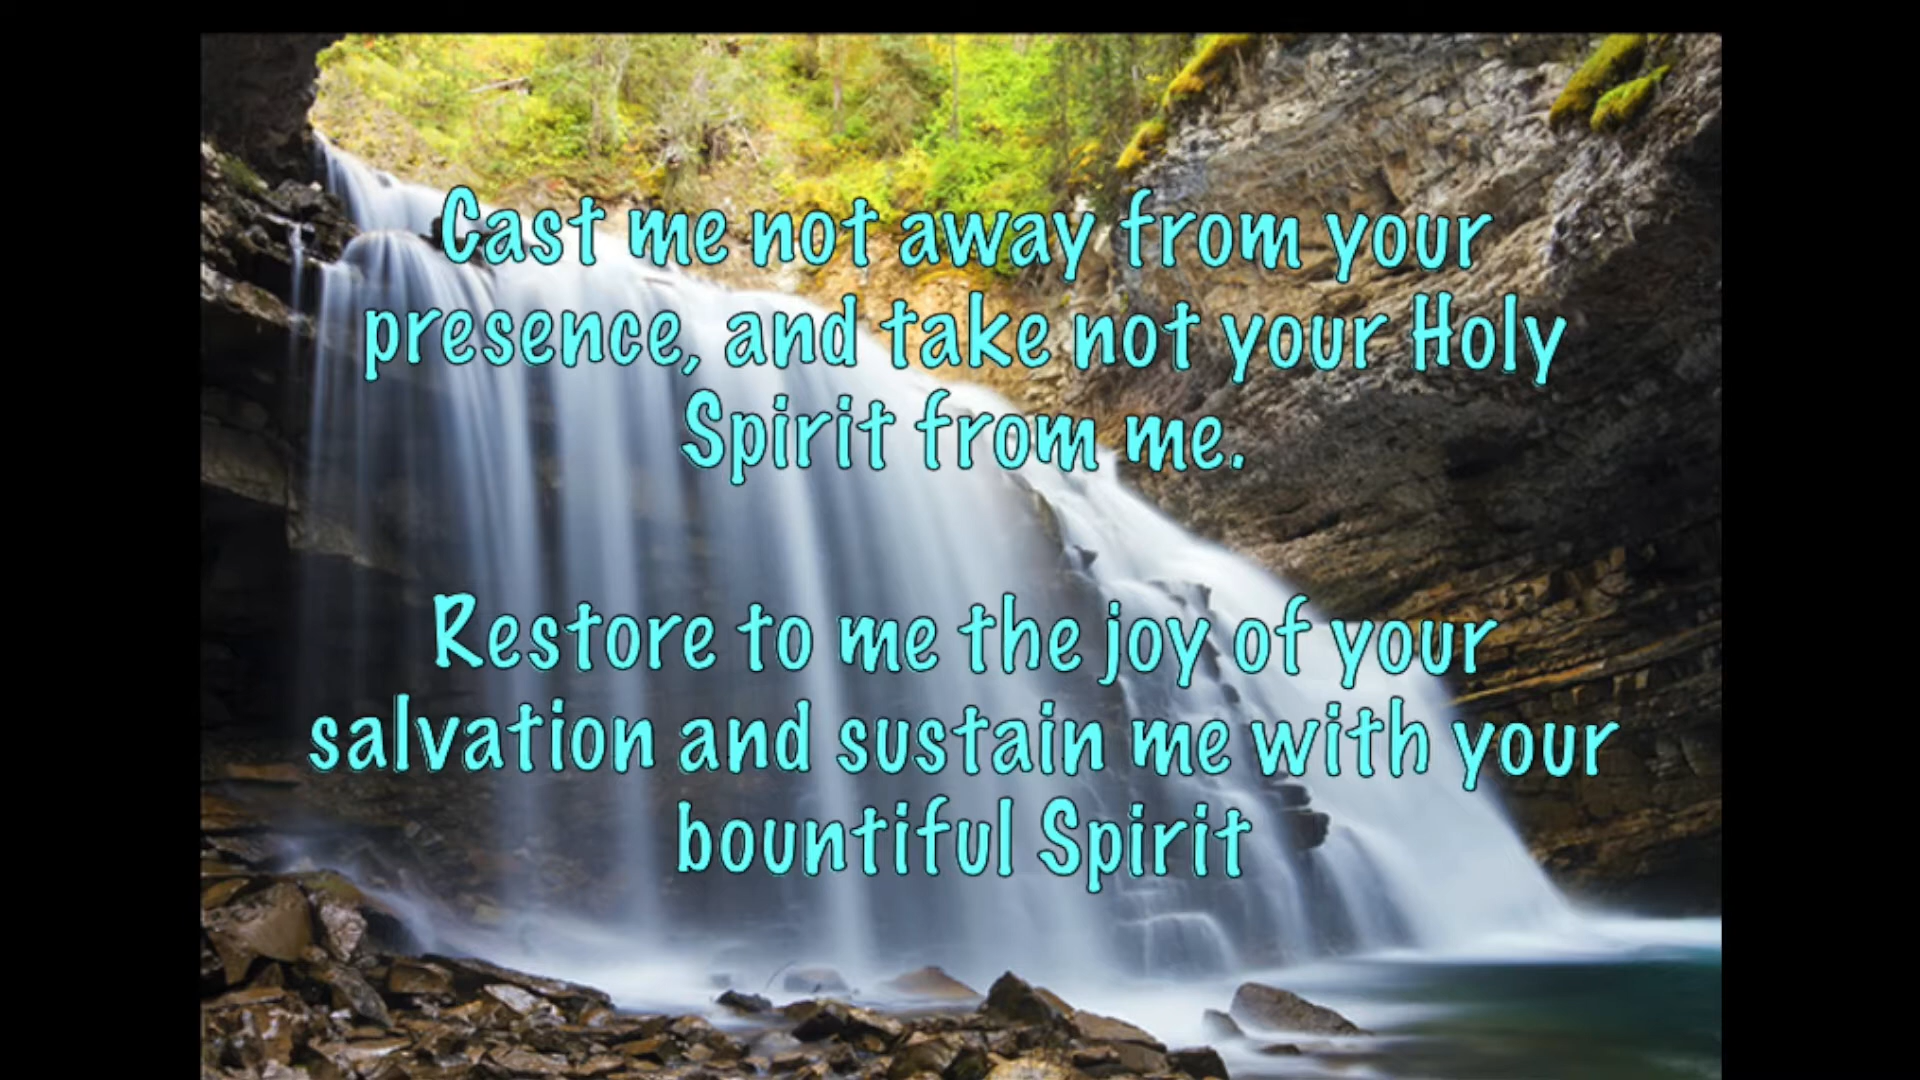 Cast me not away from your
presence, and take not your Holy
Spirit from me.
Restore to me the joy of your
salvation and sustain me with your
bountiful Spirit